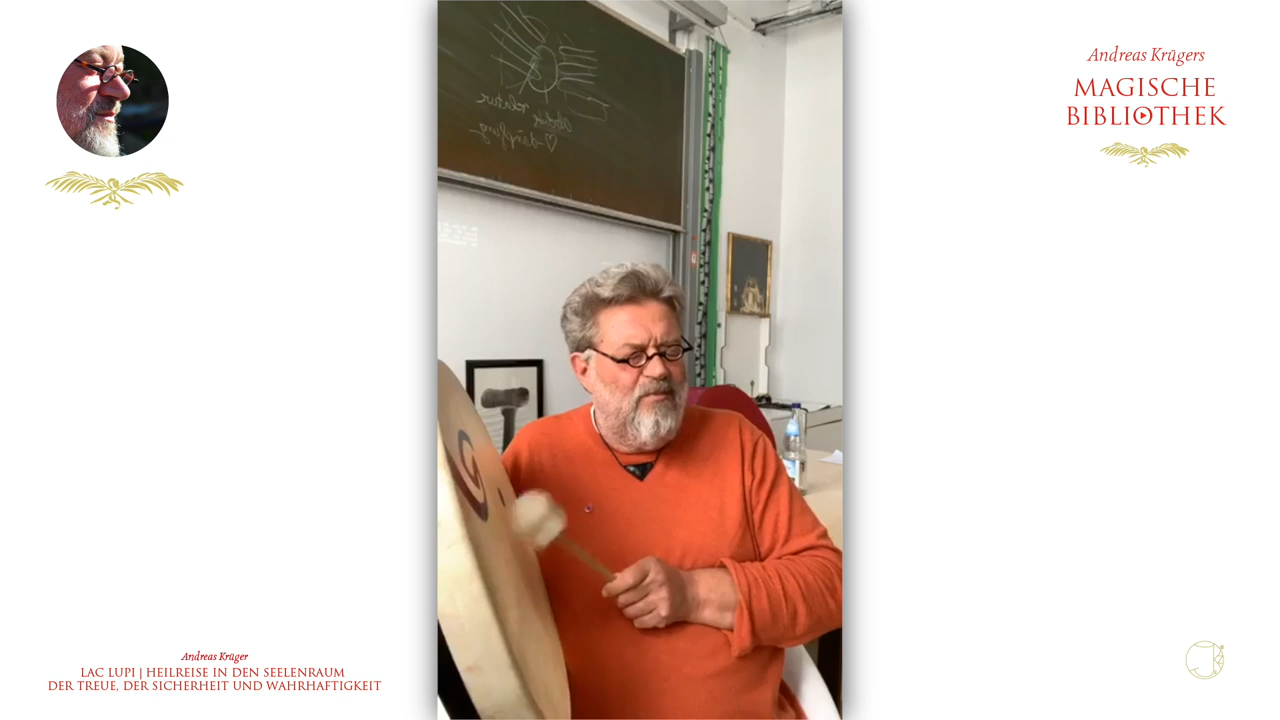 Andreas Krügers
MAGISCHE
BIBLIOTHEK
Andreas Krüger
LAC LUPI | HEILREISE IN DEN SEELENRAUM
DER TREUE, DER SICHERHEIT UND WAHRHAFTIGKEIT